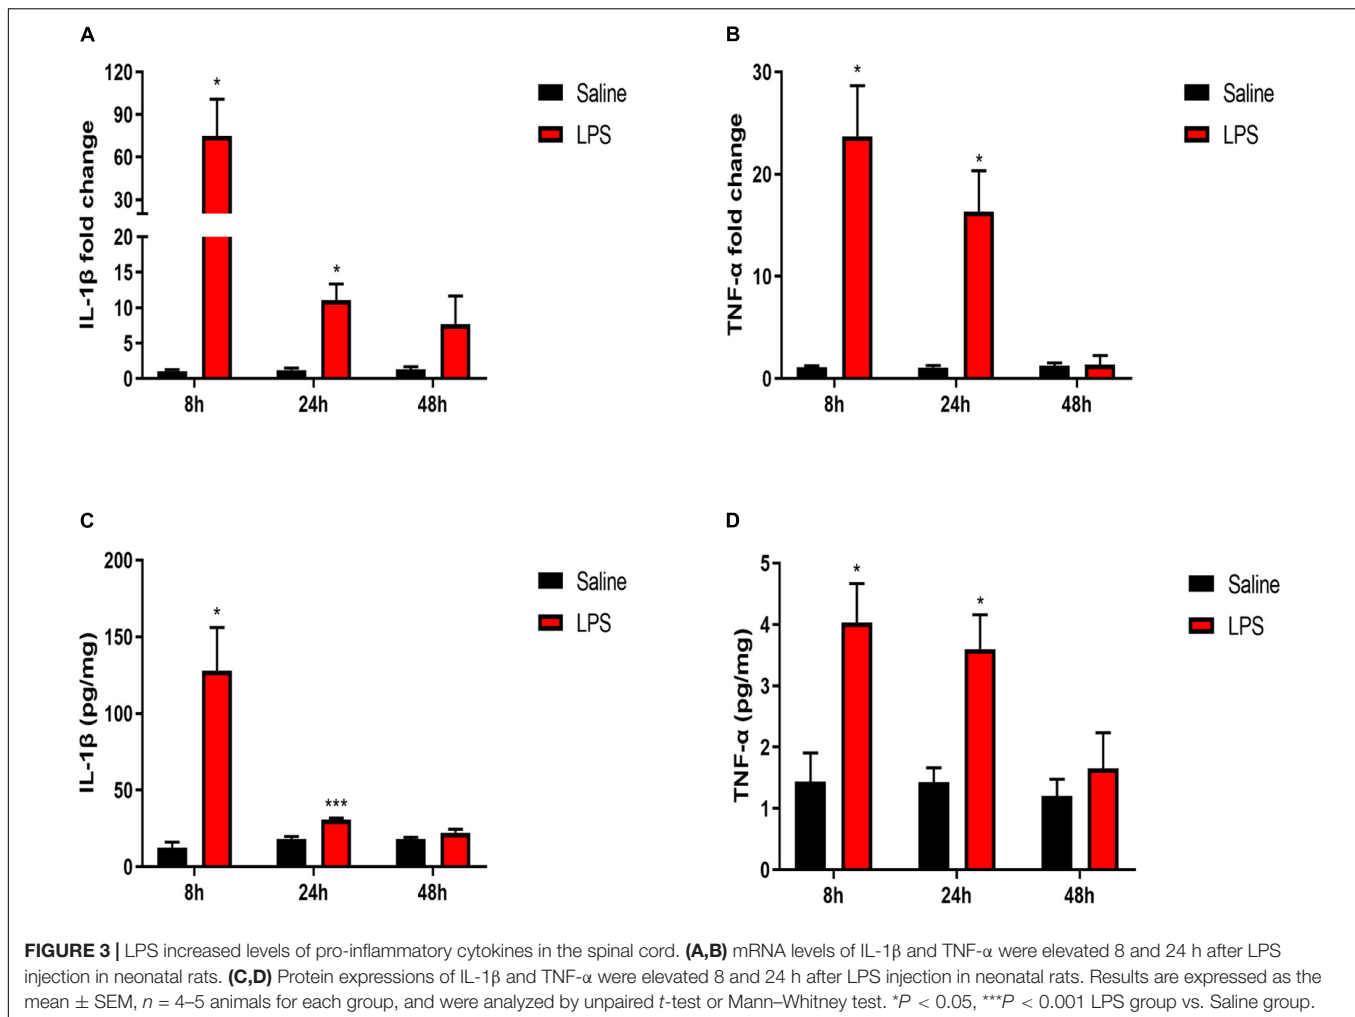 A
120
90
60
30
20
15
10
5
0
IL-1β fold change
*
*
8h
24h
48h
Saline
LPS
B
30
20
10
0
TNF-α fold change
*
*
8h
24h
48h
Saline
LPS
C
200
150
100
50
0
IL-1β (pg/mg)
*
***
8h
24h
48h
Saline
LPS
D
5
4
3
2
1
0
TNF-α (pg/mg)
*
*
8h
24h
48h
Saline
LPS
FIGURE 3 | LPS increased levels of pro-inflammatory cytokines in the spinal cord. (A,B) mRNA levels of IL-1β and TNF-α were elevated 8 and 24 h after LPS
injection in neonatal rats. (C,D) Protein expressions of IL-1β and TNF-α were elevated 8 and 24 h after LPS injection in neonatal rats. Results are expressed as the
mean ± SEM, n = 4–5 animals for each group, and were analyzed by unpaired t-test or Mann–Whitney test. *P < 0.05, ***P < 0.001 LPS group vs. Saline group.